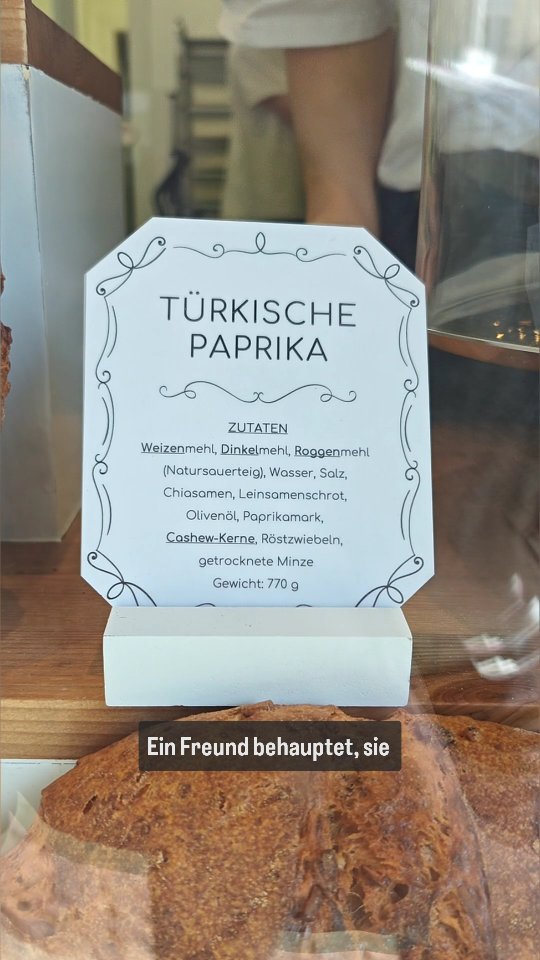 TÜRKISCHE
PAPRIKA
ZUTATEN
Weizenmehl, Dinkelmehl, Roggenmehl
(Natursauerteig), Wasser, Salz,
Chiasamen, Leinsamenschrot,
Olivenöl, Paprikamark,
Cashew-Kerne, Röstzwiebeln,
getrocknete Minze
Gewicht: 770 g
Ein Freund behauptet, sie